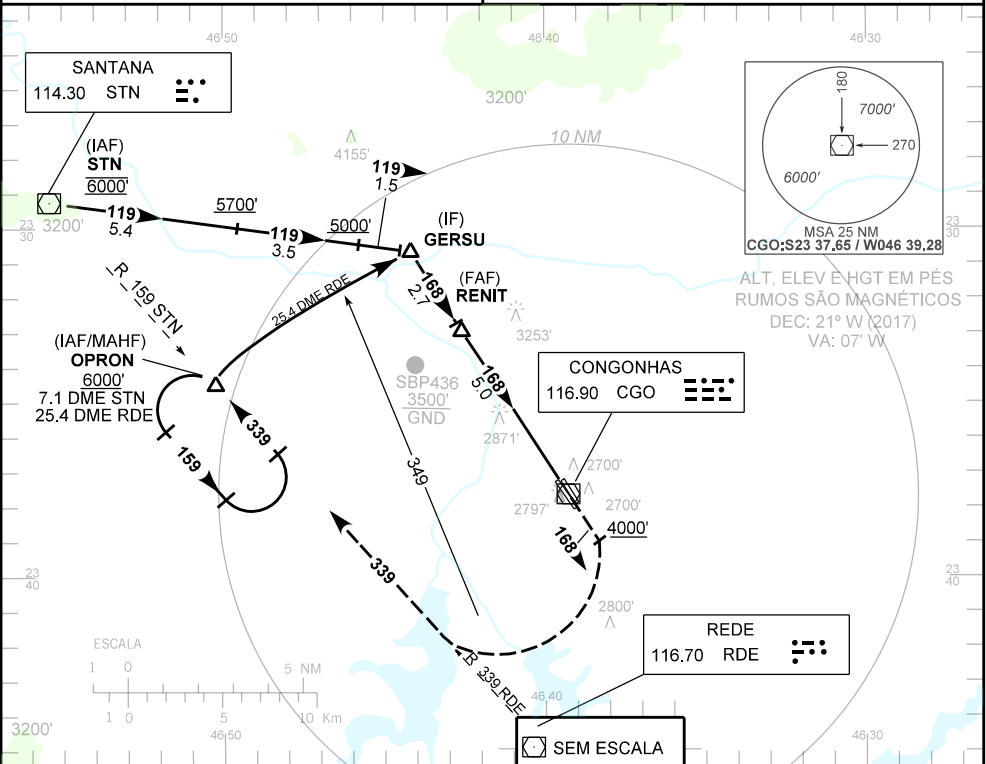 46 50
46 40
46 30
SANTANA
114.30 STN
3200'
180
7000'
270
6000'
MSA 25 NM
CGO:S23 37,65 / W046 39,28
10 NM
4155'
(IAF)
STN
6000'
119
5.4
3200'
23
30
5700'
119
3.5
5000'
119
1.5
(IF)
GERSU
23
30
ALT, ELEV E HGT EM PÉS
RUMOS SÃO MAGNÉTICOS
DEC: 21º W (2017)
VA: 07' W
168
2.7
(FAF)
RENIT
3253'
R 159 STN
25.4 DME RDE
(IAF/MAHF)
OPRON
6000'
7.1 DME STN
25.4 DME RDE
SBP436
3500'
GND
168
5.0
2871'
CONGONHAS
116.90 CGO
339
159
349
2700'
2797'
2700'
168
4000'
339
23
40
23
40
2800'
REDE
116.70 RDE
R 339 RDE
ESCALA
1 0 5 NM
1 0 5 10 Km
3200'
46 50
46 40
46 30
SEM ESCALA